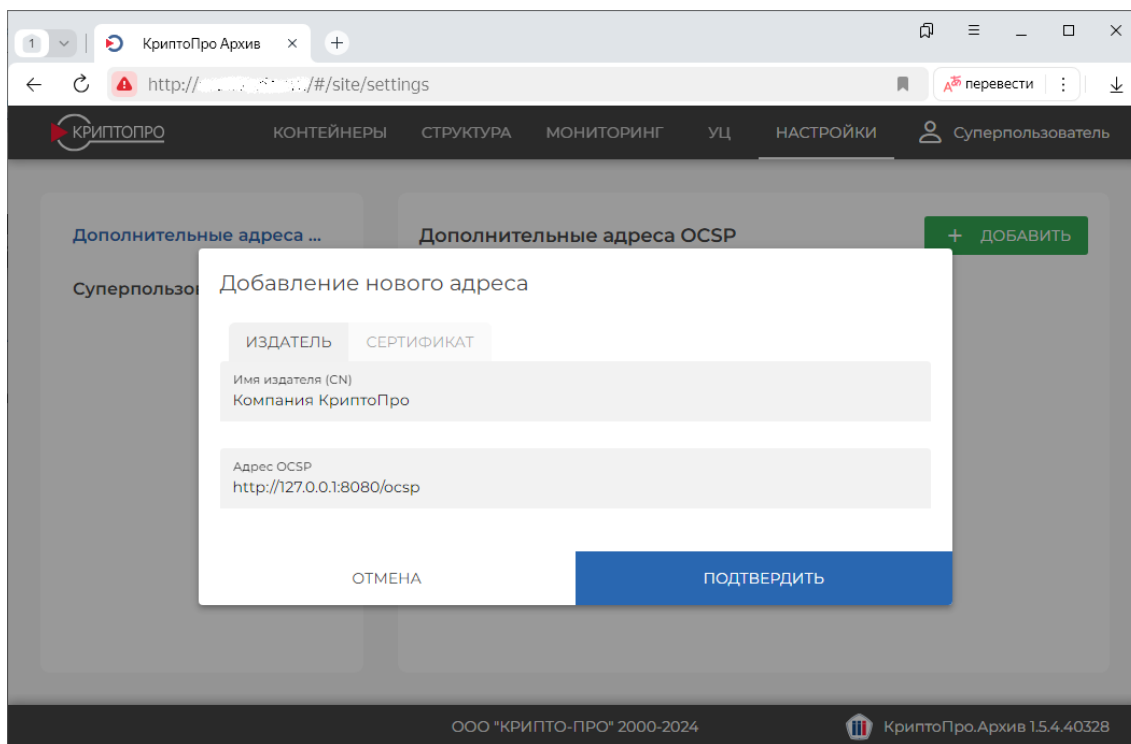 1
КриптоПро Архив
http://
/#/site/settings
перевести
КРИПТОПРО
КОНТЕЙНЕРЫ
СТРУКТУРА
МОНИТОРИНГ
УЦ
НАСТРОЙКИ
Суперпользователь
Дополнительные адреса ...
Дополнительные адреса OCSP
+ ДОБАВИТЬ
Добавление нового адреса
ИЗДАТЕЛЬ
СЕРТИФИКАТ
Имя издателя (CN)
Компания КриптоПро
Адрес OCSP
http://127.0.0.1:8080/ocsp
ОТМЕНА
ПОДТВЕРДИТЬ
ООО "КРИПТО-ПРО" 2000-2024
КриптоПро.Архив 1.5.4.40328